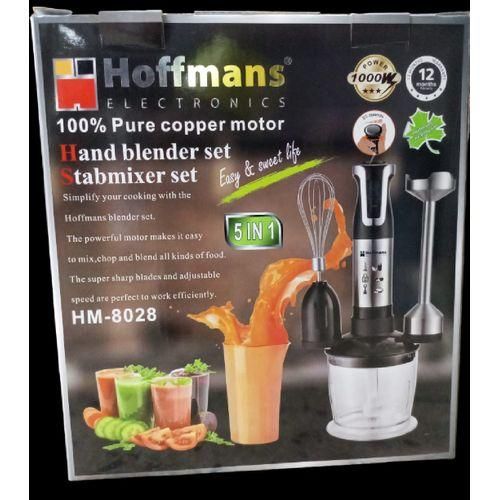 Hoffmans®
ELECTRONICS
100% Pure copper motor
Hand blender set
Stabmixer set
Easy & sweet life
Simplify your cooking with the
Hoffmans blender set.
The powerful motor makes it easy
to mix,chop and blend all kinds of food.
The super sharp blades and adjustable
speed are perfect to work efficiently.
HM-8028
5 IN 1
POWER
1000W
12
months
Hoffmans